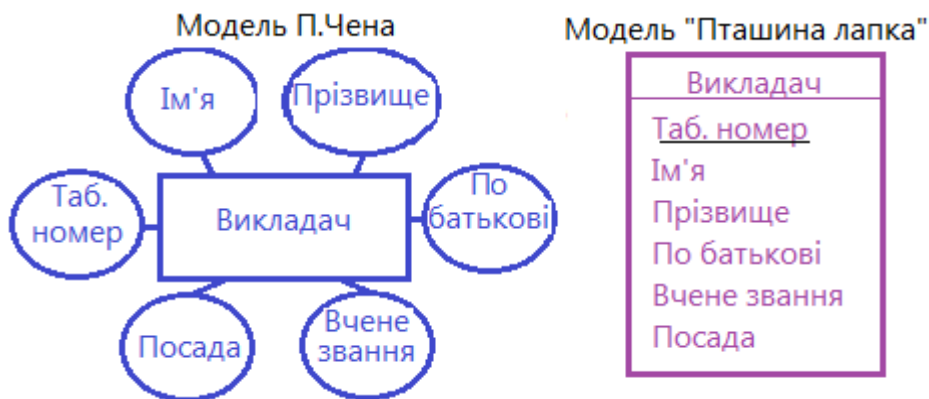 Модель П.Чена
Ім'я
Прізвище
Таб.
номер
Викладач
По
батькові
Посада
Вчене
звання
Модель "Пташина лапка"
Викладач
Таб. номер
Ім'я
Прізвище
По батькові
Вчене звання
Посада